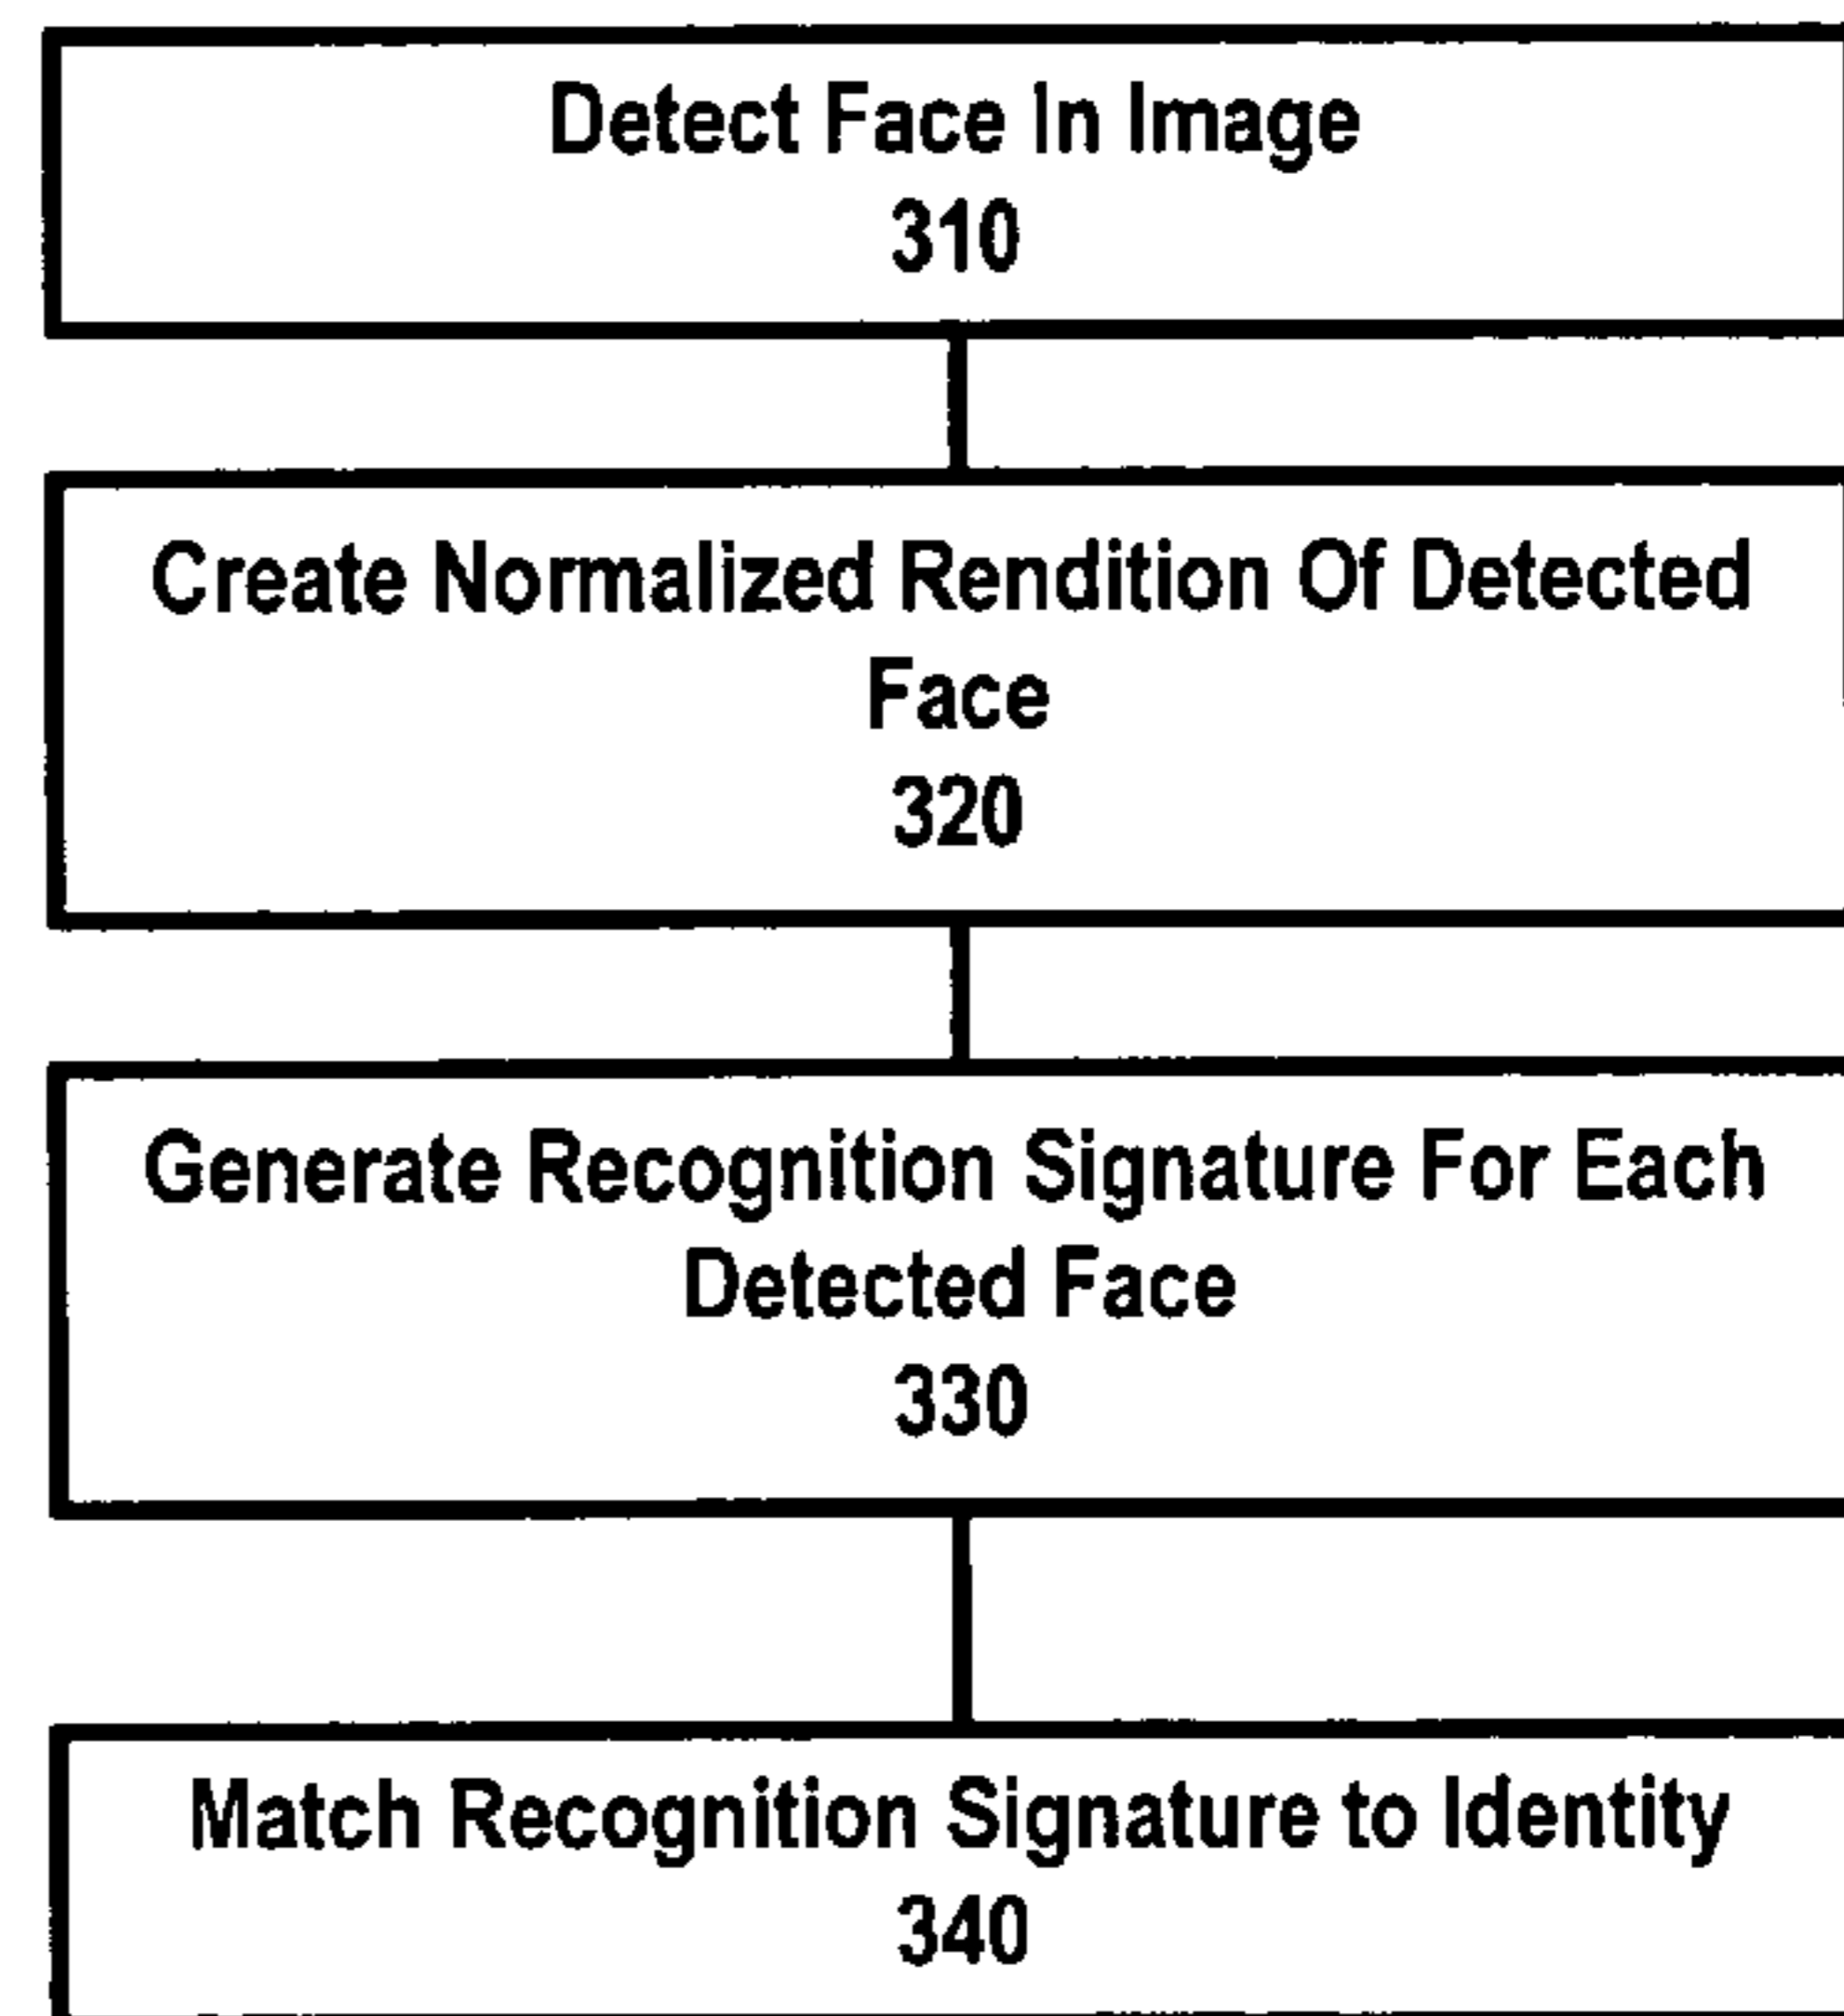 Detect Face In Image
310
Create Normalized Rendition Of Detected
Face
320
Generate Recognition Signature For Each
Detected Face
330
Match Recognition Signature to Identity
340